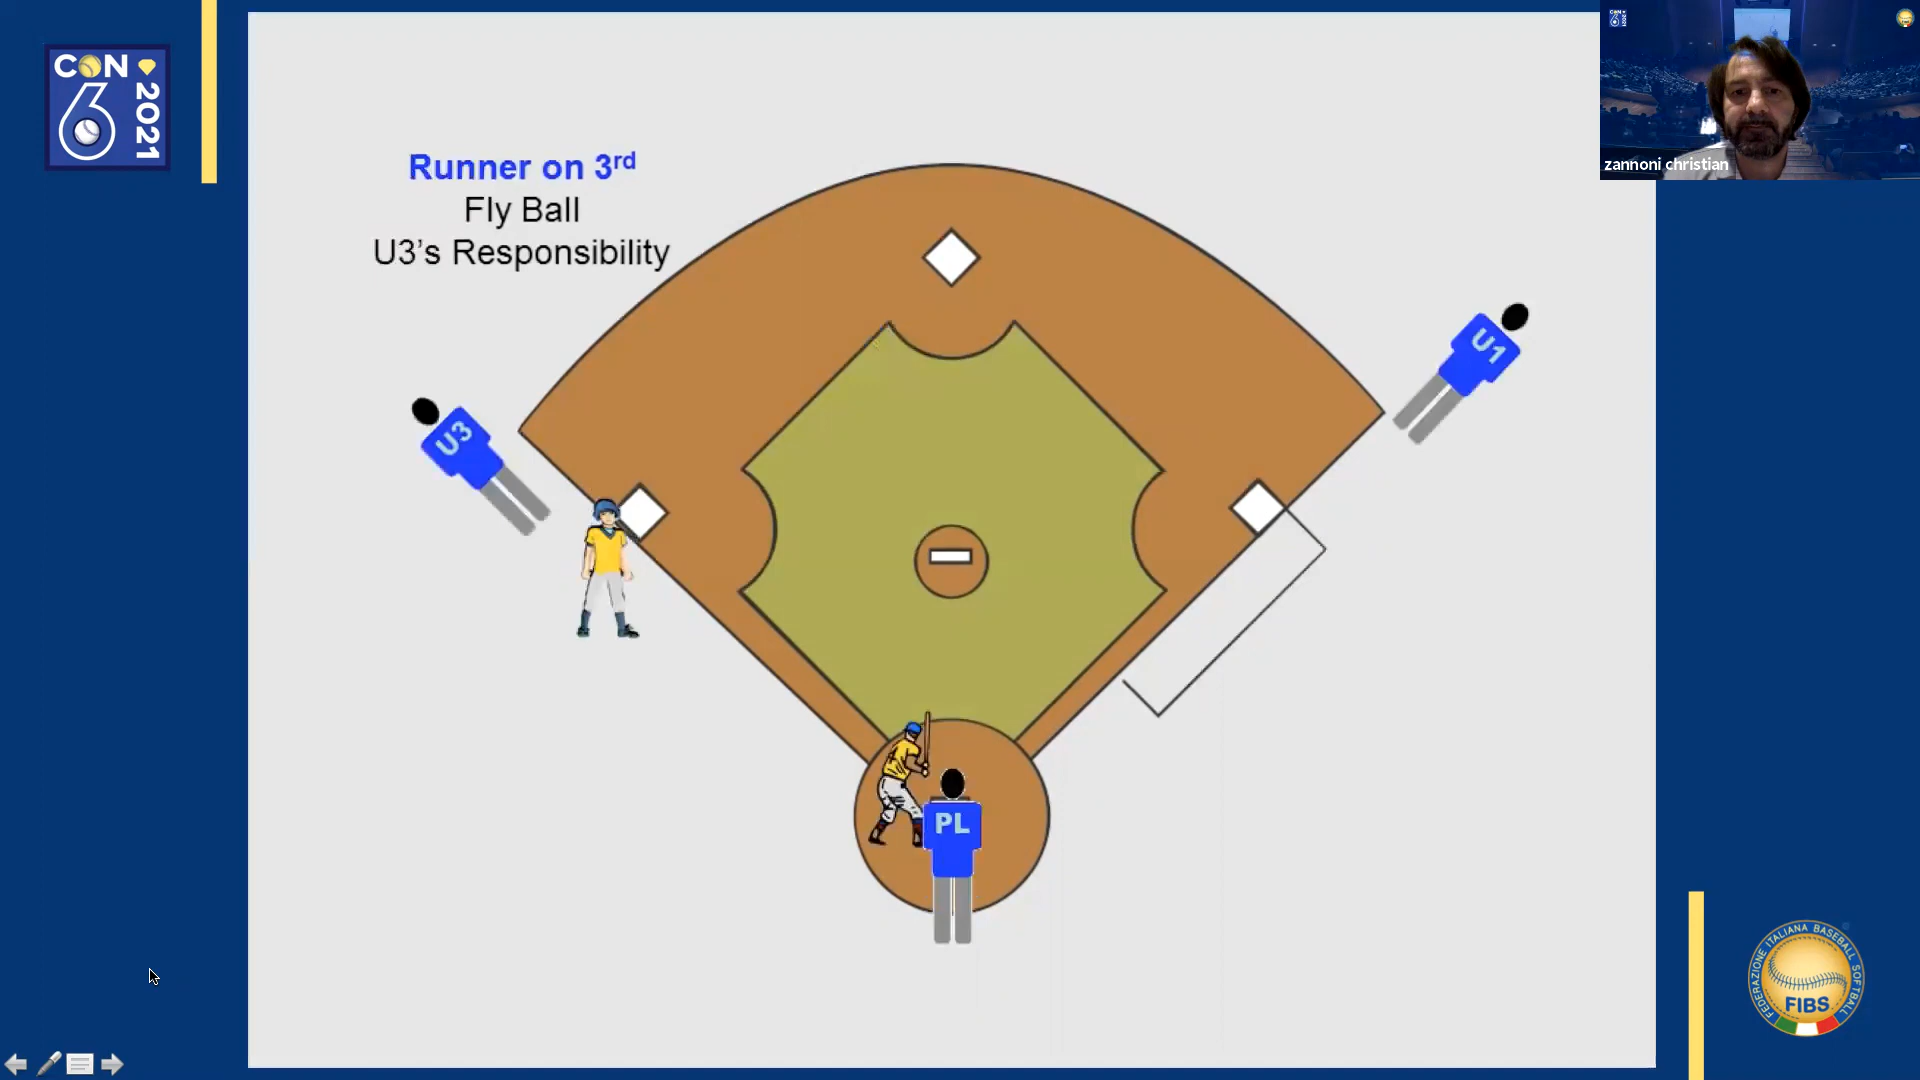 CON
6
2021
Runner on 3rd
Fly Ball
U3's Responsibility
U3
U1
PL
zannoni christian
FEDERAZIONE ITALIANA BASEBALL SOFTBALL
FIBS